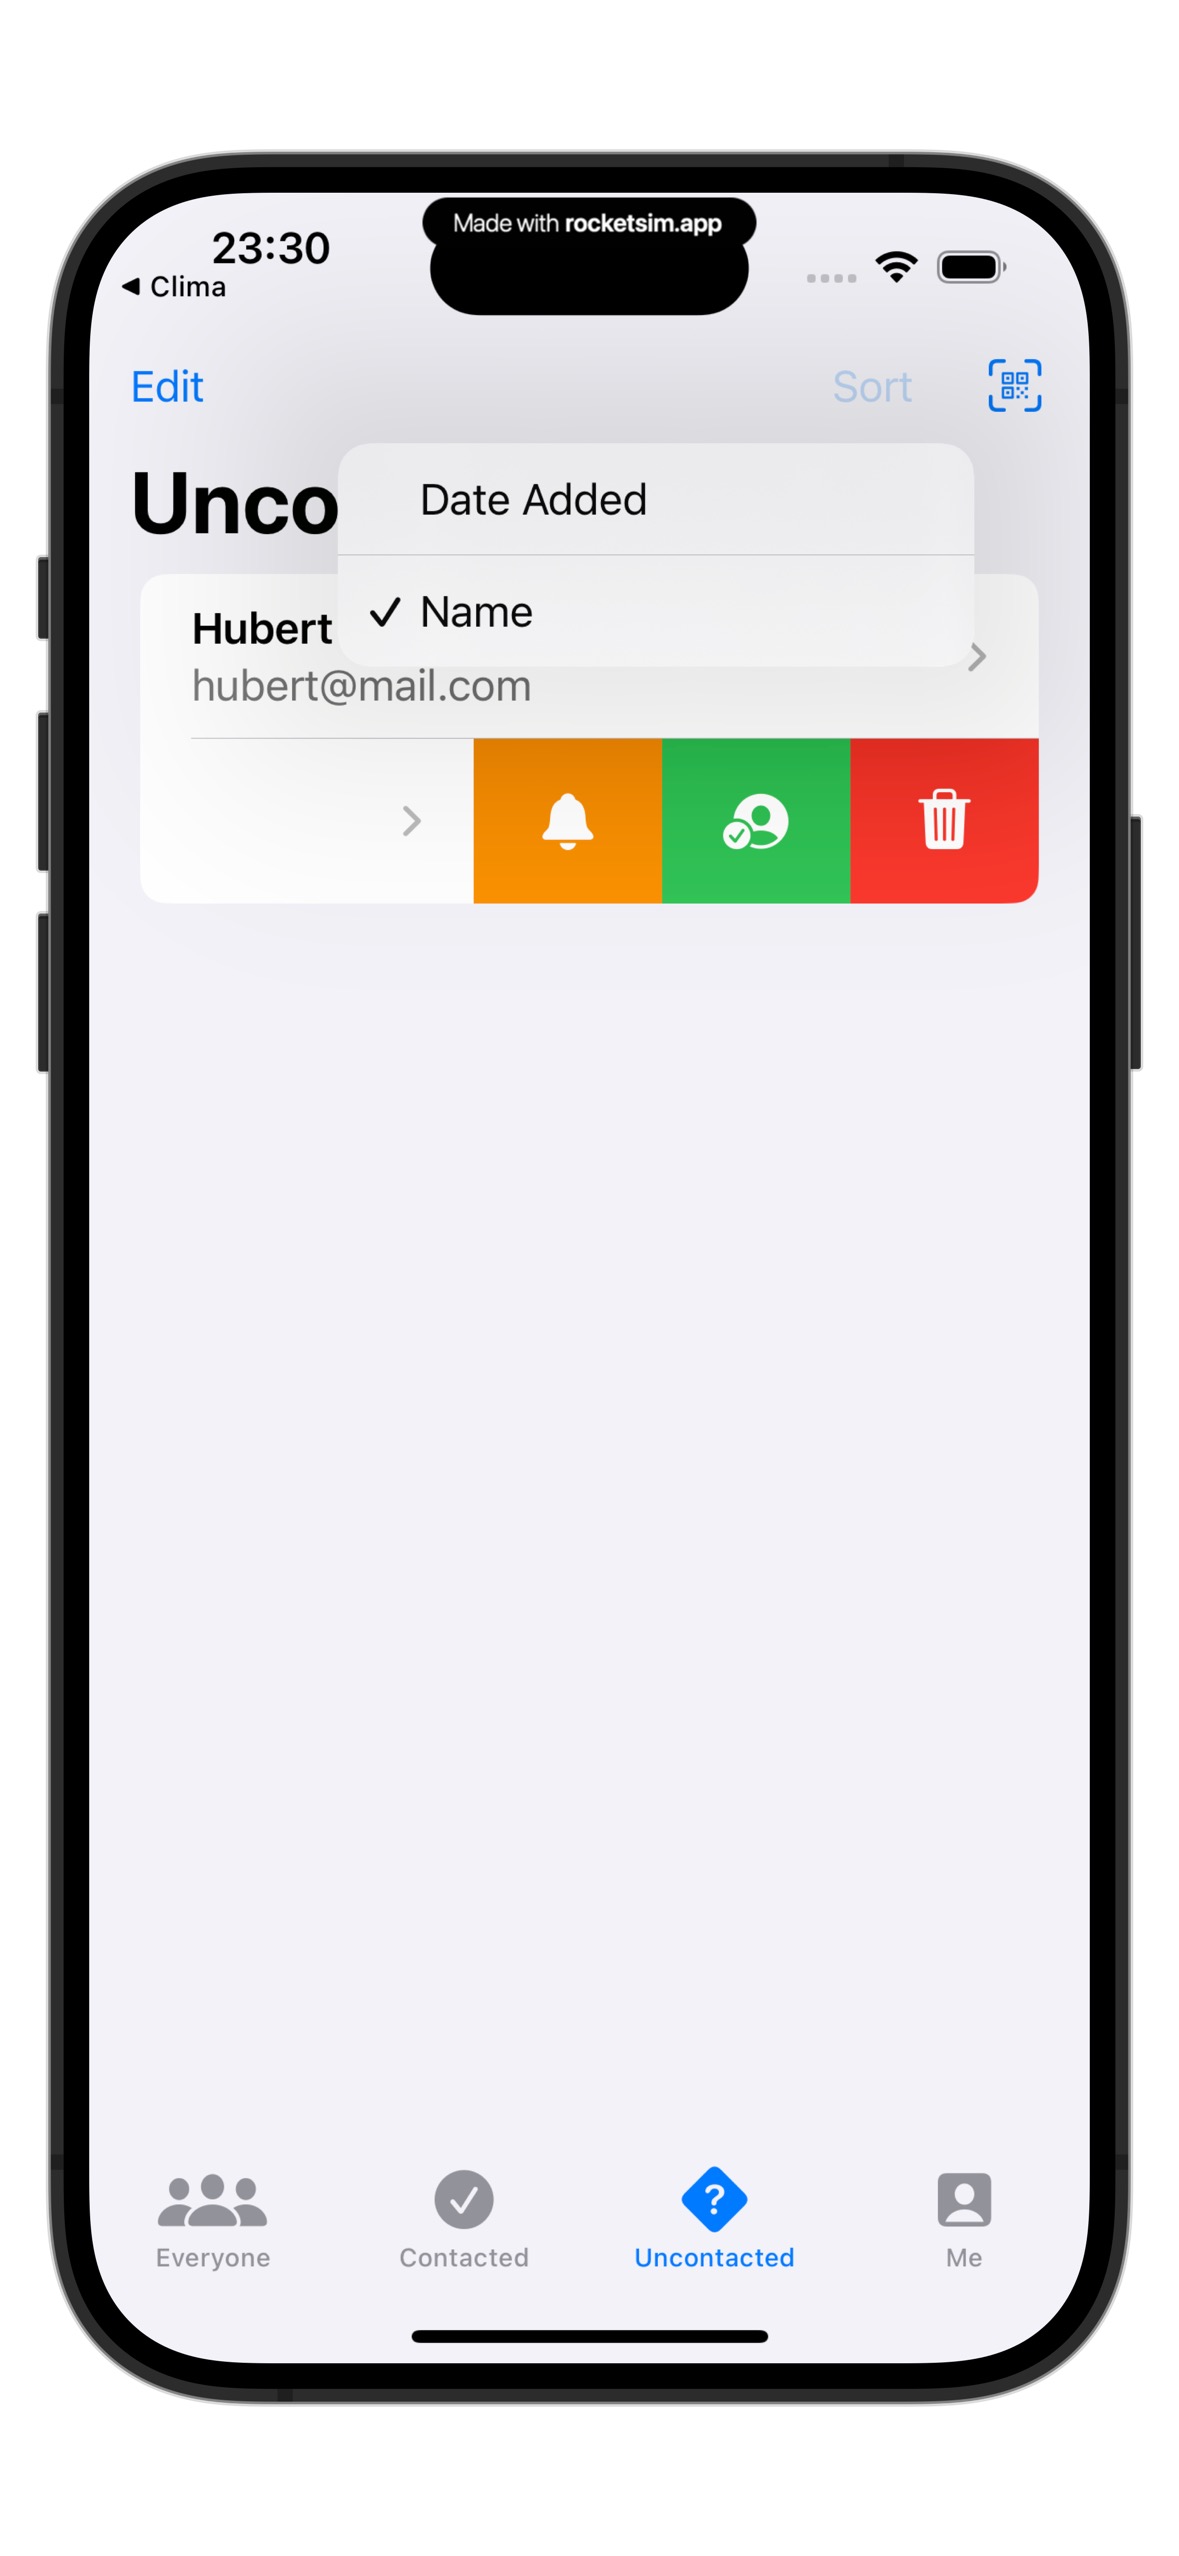 Made with rocketsim.app
23:30
Clima
Edit
Sort
Date Added
Unco
Name
Hubert
hubert@mail.com
Everyone
Contacted
Uncontacted
Me